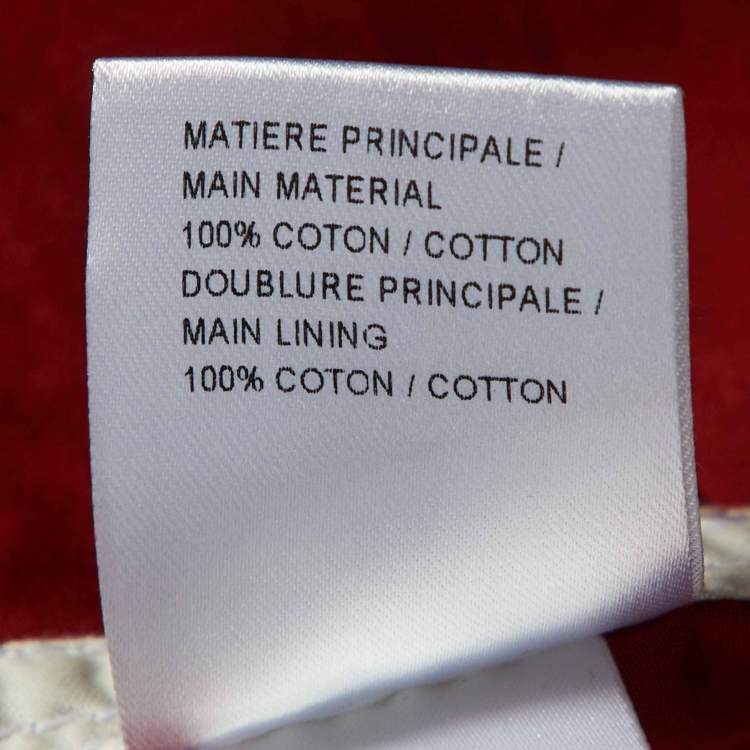 MATIERE PRINCIPALE /
MAIN MATERIAL
100% COTON / COTTON
DOUBLURE PRINCIPALE /
MAIN LINING
100% COTON / COTTON